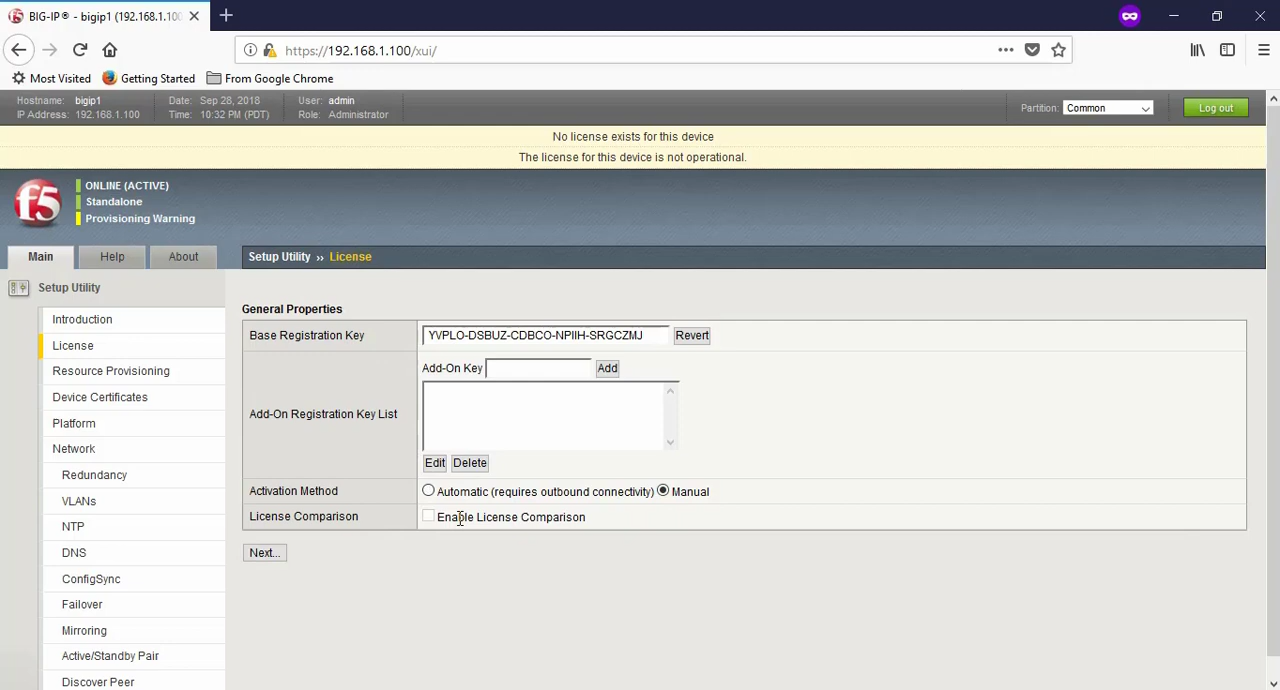 BIG-IP® - bigip1 (192.168.1.100
https://192.168.1.100/xui/
Most Visited Getting Started From Google Chrome
Hostname: bigip1 Date: Sep 28, 2018 User: admin
IP Address: 192.168.1.100 Time: 10:32 PM (PDT) Role: Administrator
Partition: Common Log out
No license exists for this device
The license for this device is not operational.
f5
ONLINE (ACTIVE)
Standalone
Provisioning Warning
Main Help About
Setup Utility ›› License
Setup Utility
Introduction
License
Resource Provisioning
Device Certificates
Platform
Network
Redundancy
VLANs
NTP
DNS
ConfigSync
Failover
Mirroring
Active/Standby Pair
Discover Peer
General Properties
Base Registration Key YVPLO-DSBUZ-CDBCO-NPIIH-SRGCZMJ Revert
Add-On Key Add
Add-On Registration Key List
Edit Delete
Activation Method Automatic (requires outbound connectivity) Manual
License Comparison Enable License Comparison
Next...